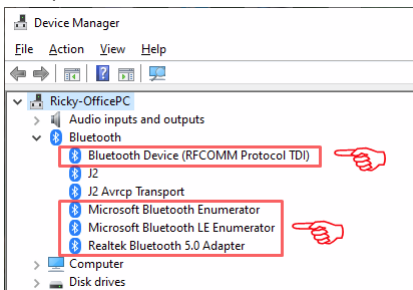 Device Manager
File Action View Help
Ricky-OfficePC
Audio inputs and outputs
Bluetooth
Bluetooth Device (RFCOMM Protocol TDI)
J2
J2 Avrcp Transport
Microsoft Bluetooth Enumerator
Microsoft Bluetooth LE Enumerator
Realtek Bluetooth 5.0 Adapter
Computer
Disk drives